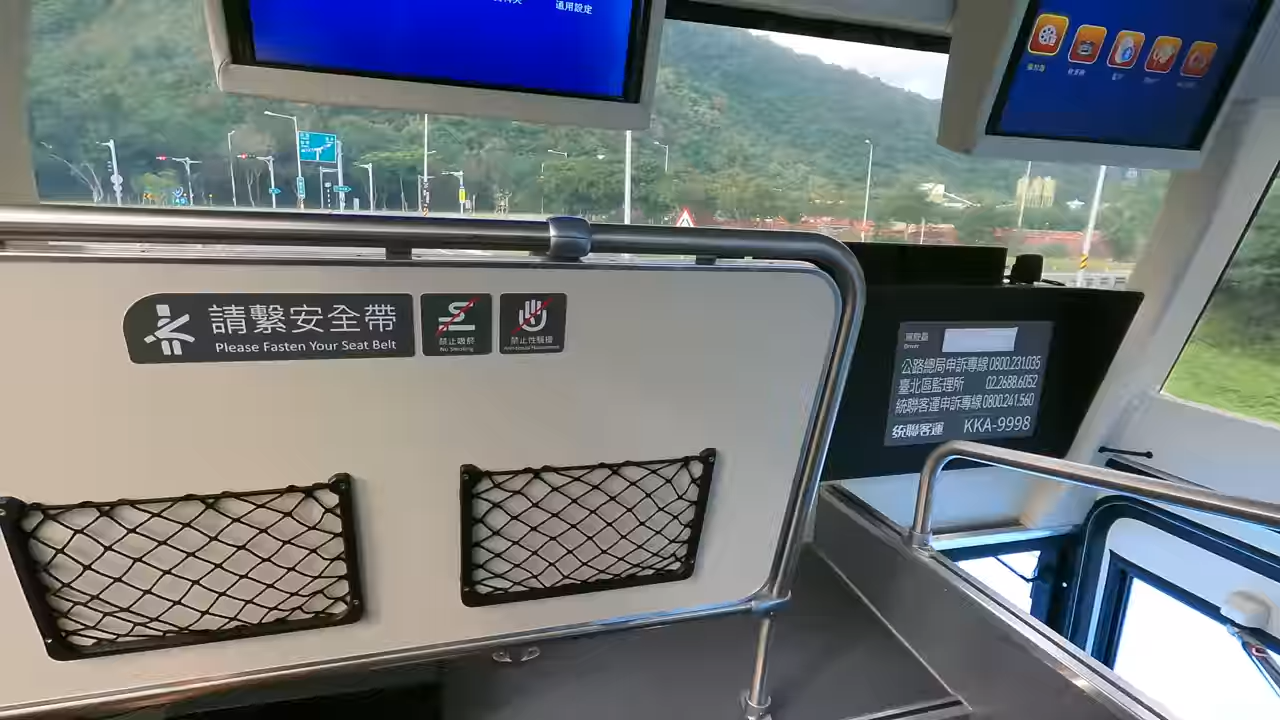 通用設定
請繫安全帶
Please Fasten Your Seat Belt
禁止吸菸
No Smoking
禁止性騷擾
駕駛員
Driver
公路總局申訴專線 0800.231.035
臺北區監理所 02.2688.6052
統聯客運申訴專線 0800.241.560
統聯客運 KKA-9998